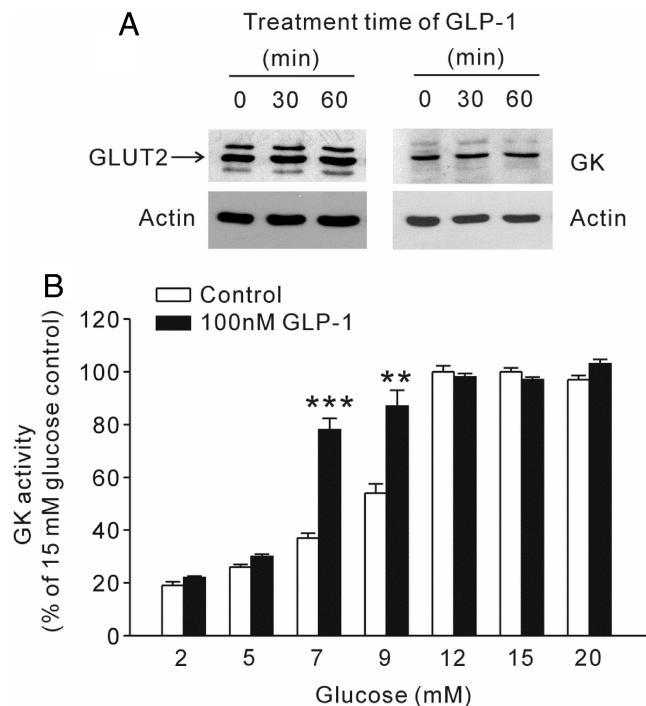 A
Treatment time of GLP-1
(min) (min)
0 30 60 0 30 60
GLUT2 GK
Actin Actin
B
Control
100nM GLP-1
GK activity
(% of 15 mM glucose control)
120
100
80
60
40
20
0
*** **
2 5 7 9 12 15 20
Glucose (mM)